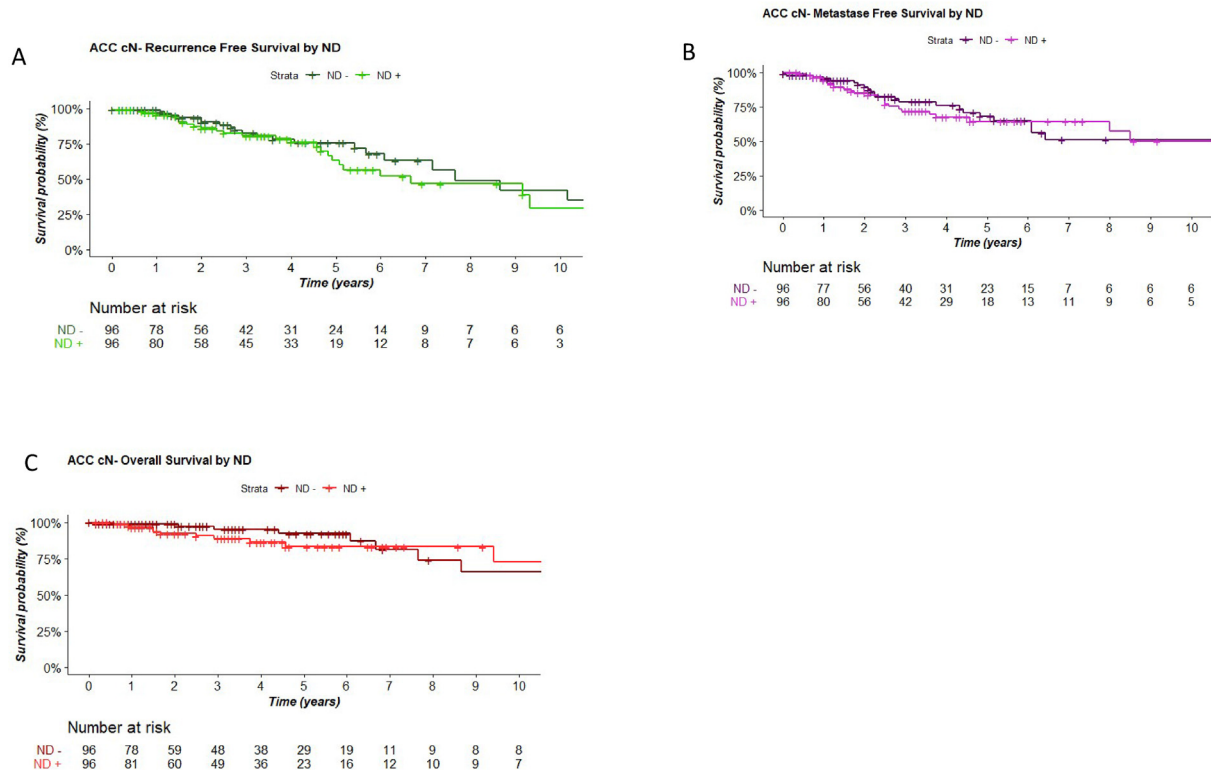 A
ACC cN- Recurrence Free Survival by ND
Strata ND - ND +
100%
75%
50%
25%
0%
Survival probability (%)
0 1 2 3 4 5 6 7 8 9 10
Time (years)
Number at risk
ND - 96 78 56 42 31 24 14 9 7 6 6
ND + 96 80 58 45 33 19 12 8 7 6 3
B
ACC cN- Metastase Free Survival by ND
Strata ND - ND +
100%
75%
50%
25%
0%
Survival probability (%)
0 1 2 3 4 5 6 7 8 9 10
Time (years)
Number at risk
ND - 96 77 56 40 31 23 15 7 6 6 6
ND + 96 80 56 42 29 18 13 11 9 6 5
C
ACC cN- Overall Survival by ND
Strata ND - ND +
100%
75%
50%
25%
0%
Survival probability (%)
0 1 2 3 4 5 6 7 8 9 10
Time (years)
Number at risk
ND - 96 78 59 48 38 29 19 11 9 8 8
ND + 96 81 60 49 36 23 16 12 10 9 7